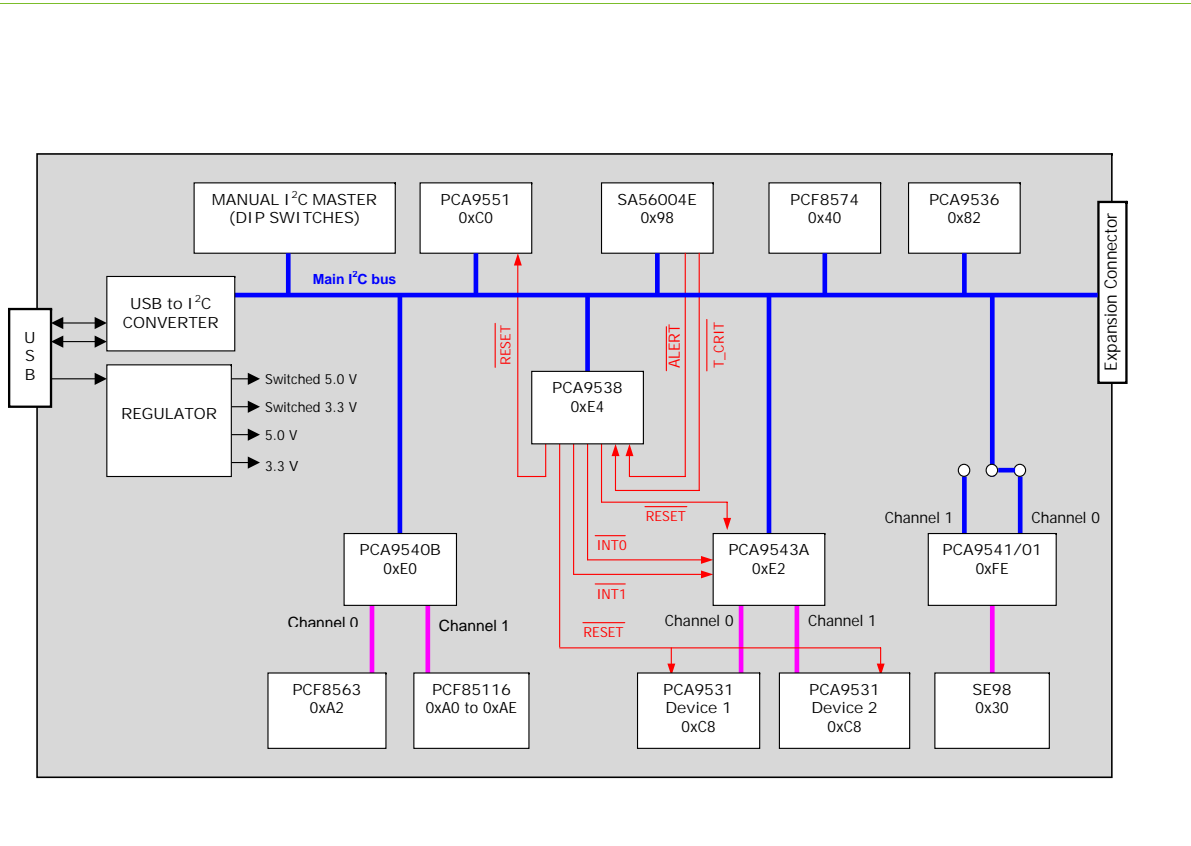 MANUAL I²C MASTER
(DIP SWITCHES)
PCA9551
0xC0
SA56004E
0x98
PCF8574
0x40
PCA9536
0x82
Expansion Connector
Main I²C bus
USB to I²C
CONVERTER
USB
REGULATOR
Switched 5.0 V
Switched 3.3 V
5.0 V
3.3 V
RESET
ALERT
T_CRIT
PCA9538
0xE4
RESET
INT0
INT1
RESET
Channel 1
Channel 0
PCA9540B
0xE0
PCA9543A
0xE2
PCA9541/01
0xFE
Channel 0
Channel 1
Channel 0
Channel 1
PCF8563
0xA2
PCF85116
0xA0 to 0xAE
PCA9531
Device 1
0xC8
PCA9531
Device 2
0xC8
SE98
0x30